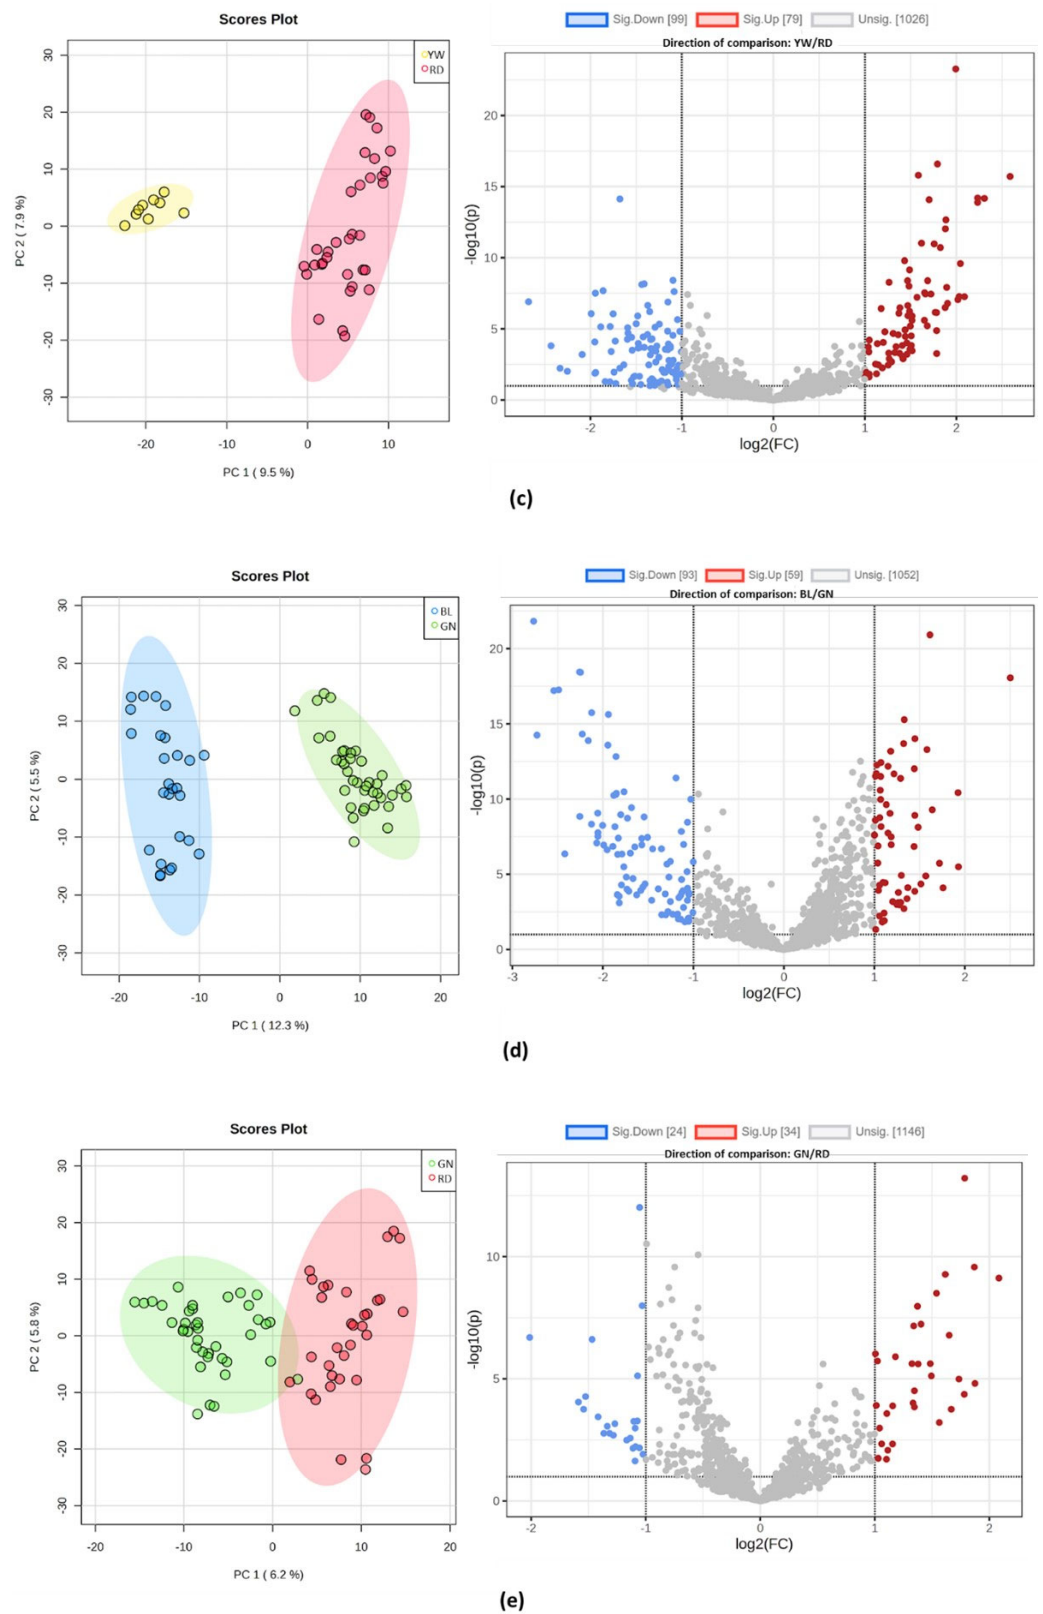 Scores Plot
Sig.Down [99] Sig.Up [79] Unsig. [1026]
Direction of comparison: YW/RD
YW
RD
30
20
10
0
-10
-20
-30
PC 2 ( 7.9 %)
-20 -10 0 10
PC 1 ( 9.5 %)
20
15
10
5
0
-log10(p)
-2 -1 0 1 2
log2(FC)
(c)
Scores Plot
Sig.Down [93] Sig.Up [59] Unsig. [1052]
Direction of comparison: BL/GN
BL
GN
30
20
10
0
-10
-20
-30
PC 2 ( 5.5 %)
-20 -10 0 10 20
PC 1 ( 12.3 %)
20
15
10
5
0
-log10(p)
-3 -2 -1 0 1 2
log2(FC)
(d)
Scores Plot
Sig.Down [24] Sig.Up [34] Unsig. [1146]
Direction of comparison: GN/RD
GN
RD
30
20
10
0
-10
-20
-30
PC 2 ( 5.8 %)
-20 -10 0 10 20
PC 1 ( 6.2 %)
10
5
0
-log10(p)
-2 -1 0 1 2
log2(FC)
(e)